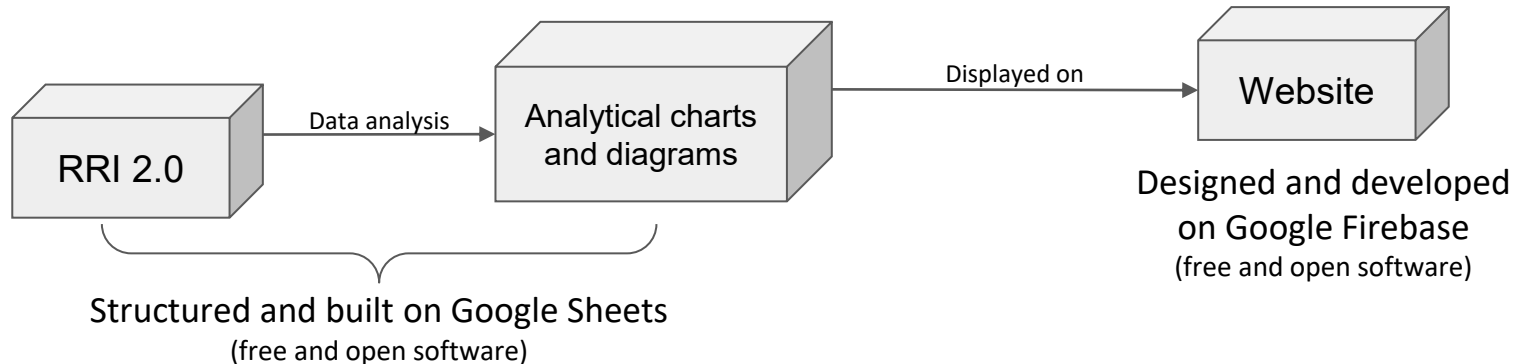 RRI 2.0
Data analysis
Analytical charts
and diagrams
Displayed on
Website
Structured and built on Google Sheets
(free and open software)
Designed and developed
on Google Firebase
(free and open software)